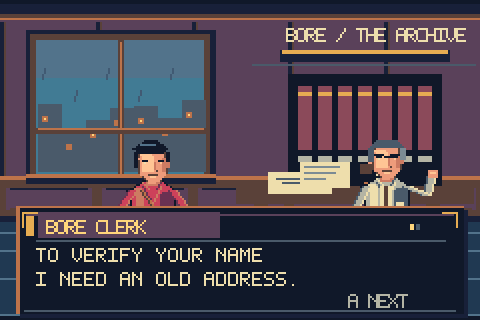 BORE / THE ARCHIVE
BORE CLERK
TO VERIFY YOUR NAME
I NEED AN OLD ADDRESS.
A NEXT